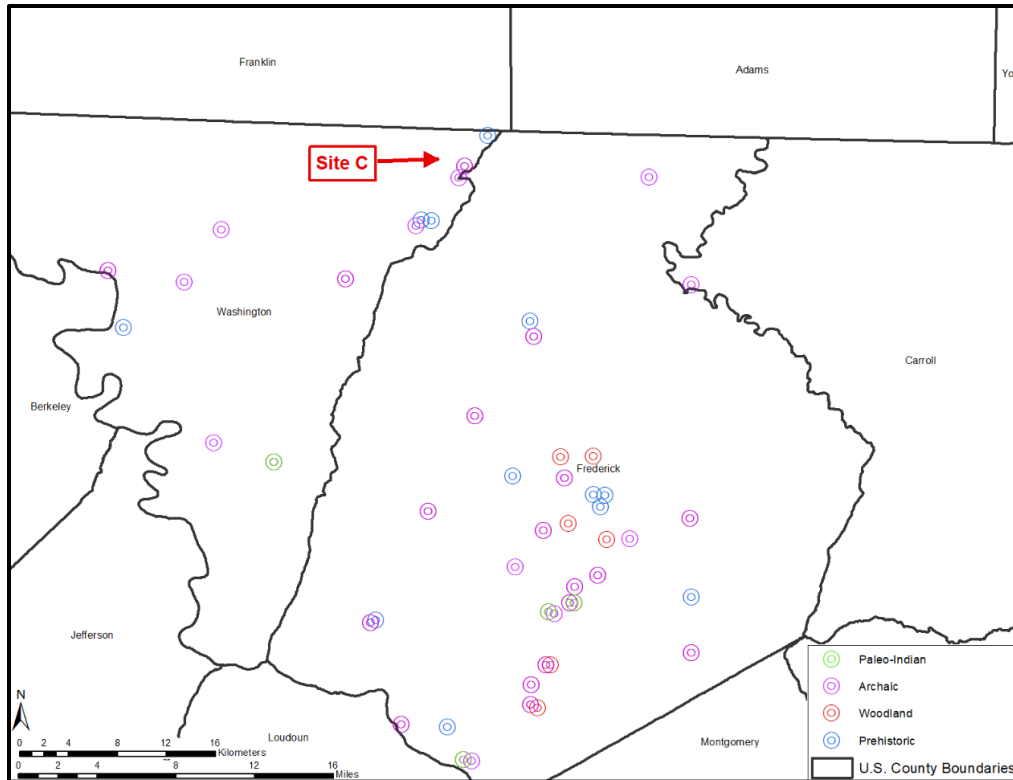 Franklin
Adams
Yo
Site C
Washington
Carroll
Berkeley
Frederick
Jefferson
Loudoun
Montgomery
N
0 2 4 8 12 16
Kilometers
0 2 4 8 12 16
Miles
Paleo-Indian
Archaic
Woodland
Prehistoric
U.S. County Boundaries